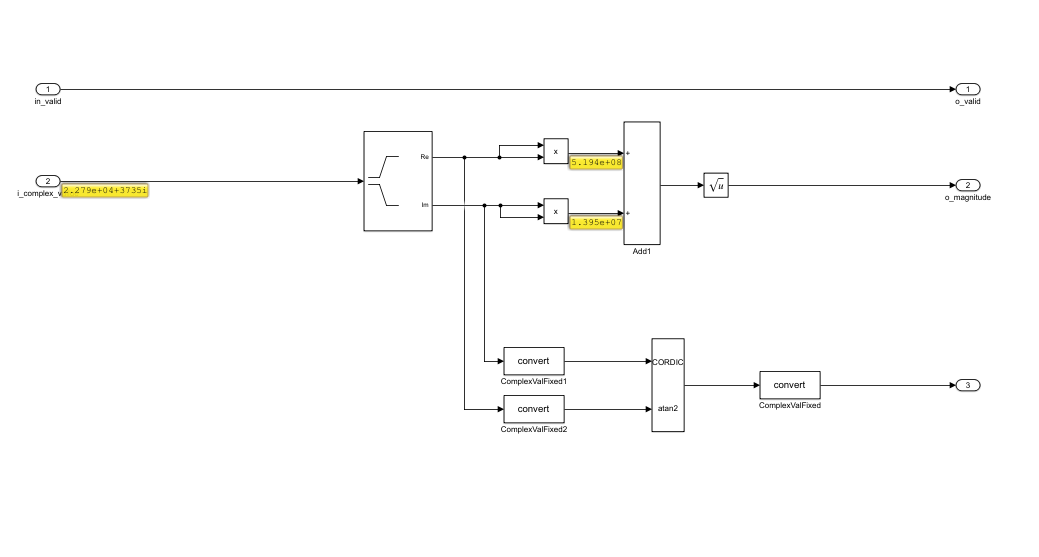 1
in_valid
1
o_valid
2
2.279e+04+3735i
Re
Im
x
5.194e+08
x
1.395e+07
+
+
Add1
√u
2
o_magnitude
convert
ComplexValFixed1
convert
ComplexValFixed2
CORDIC
atan2
convert
ComplexValFixed
3